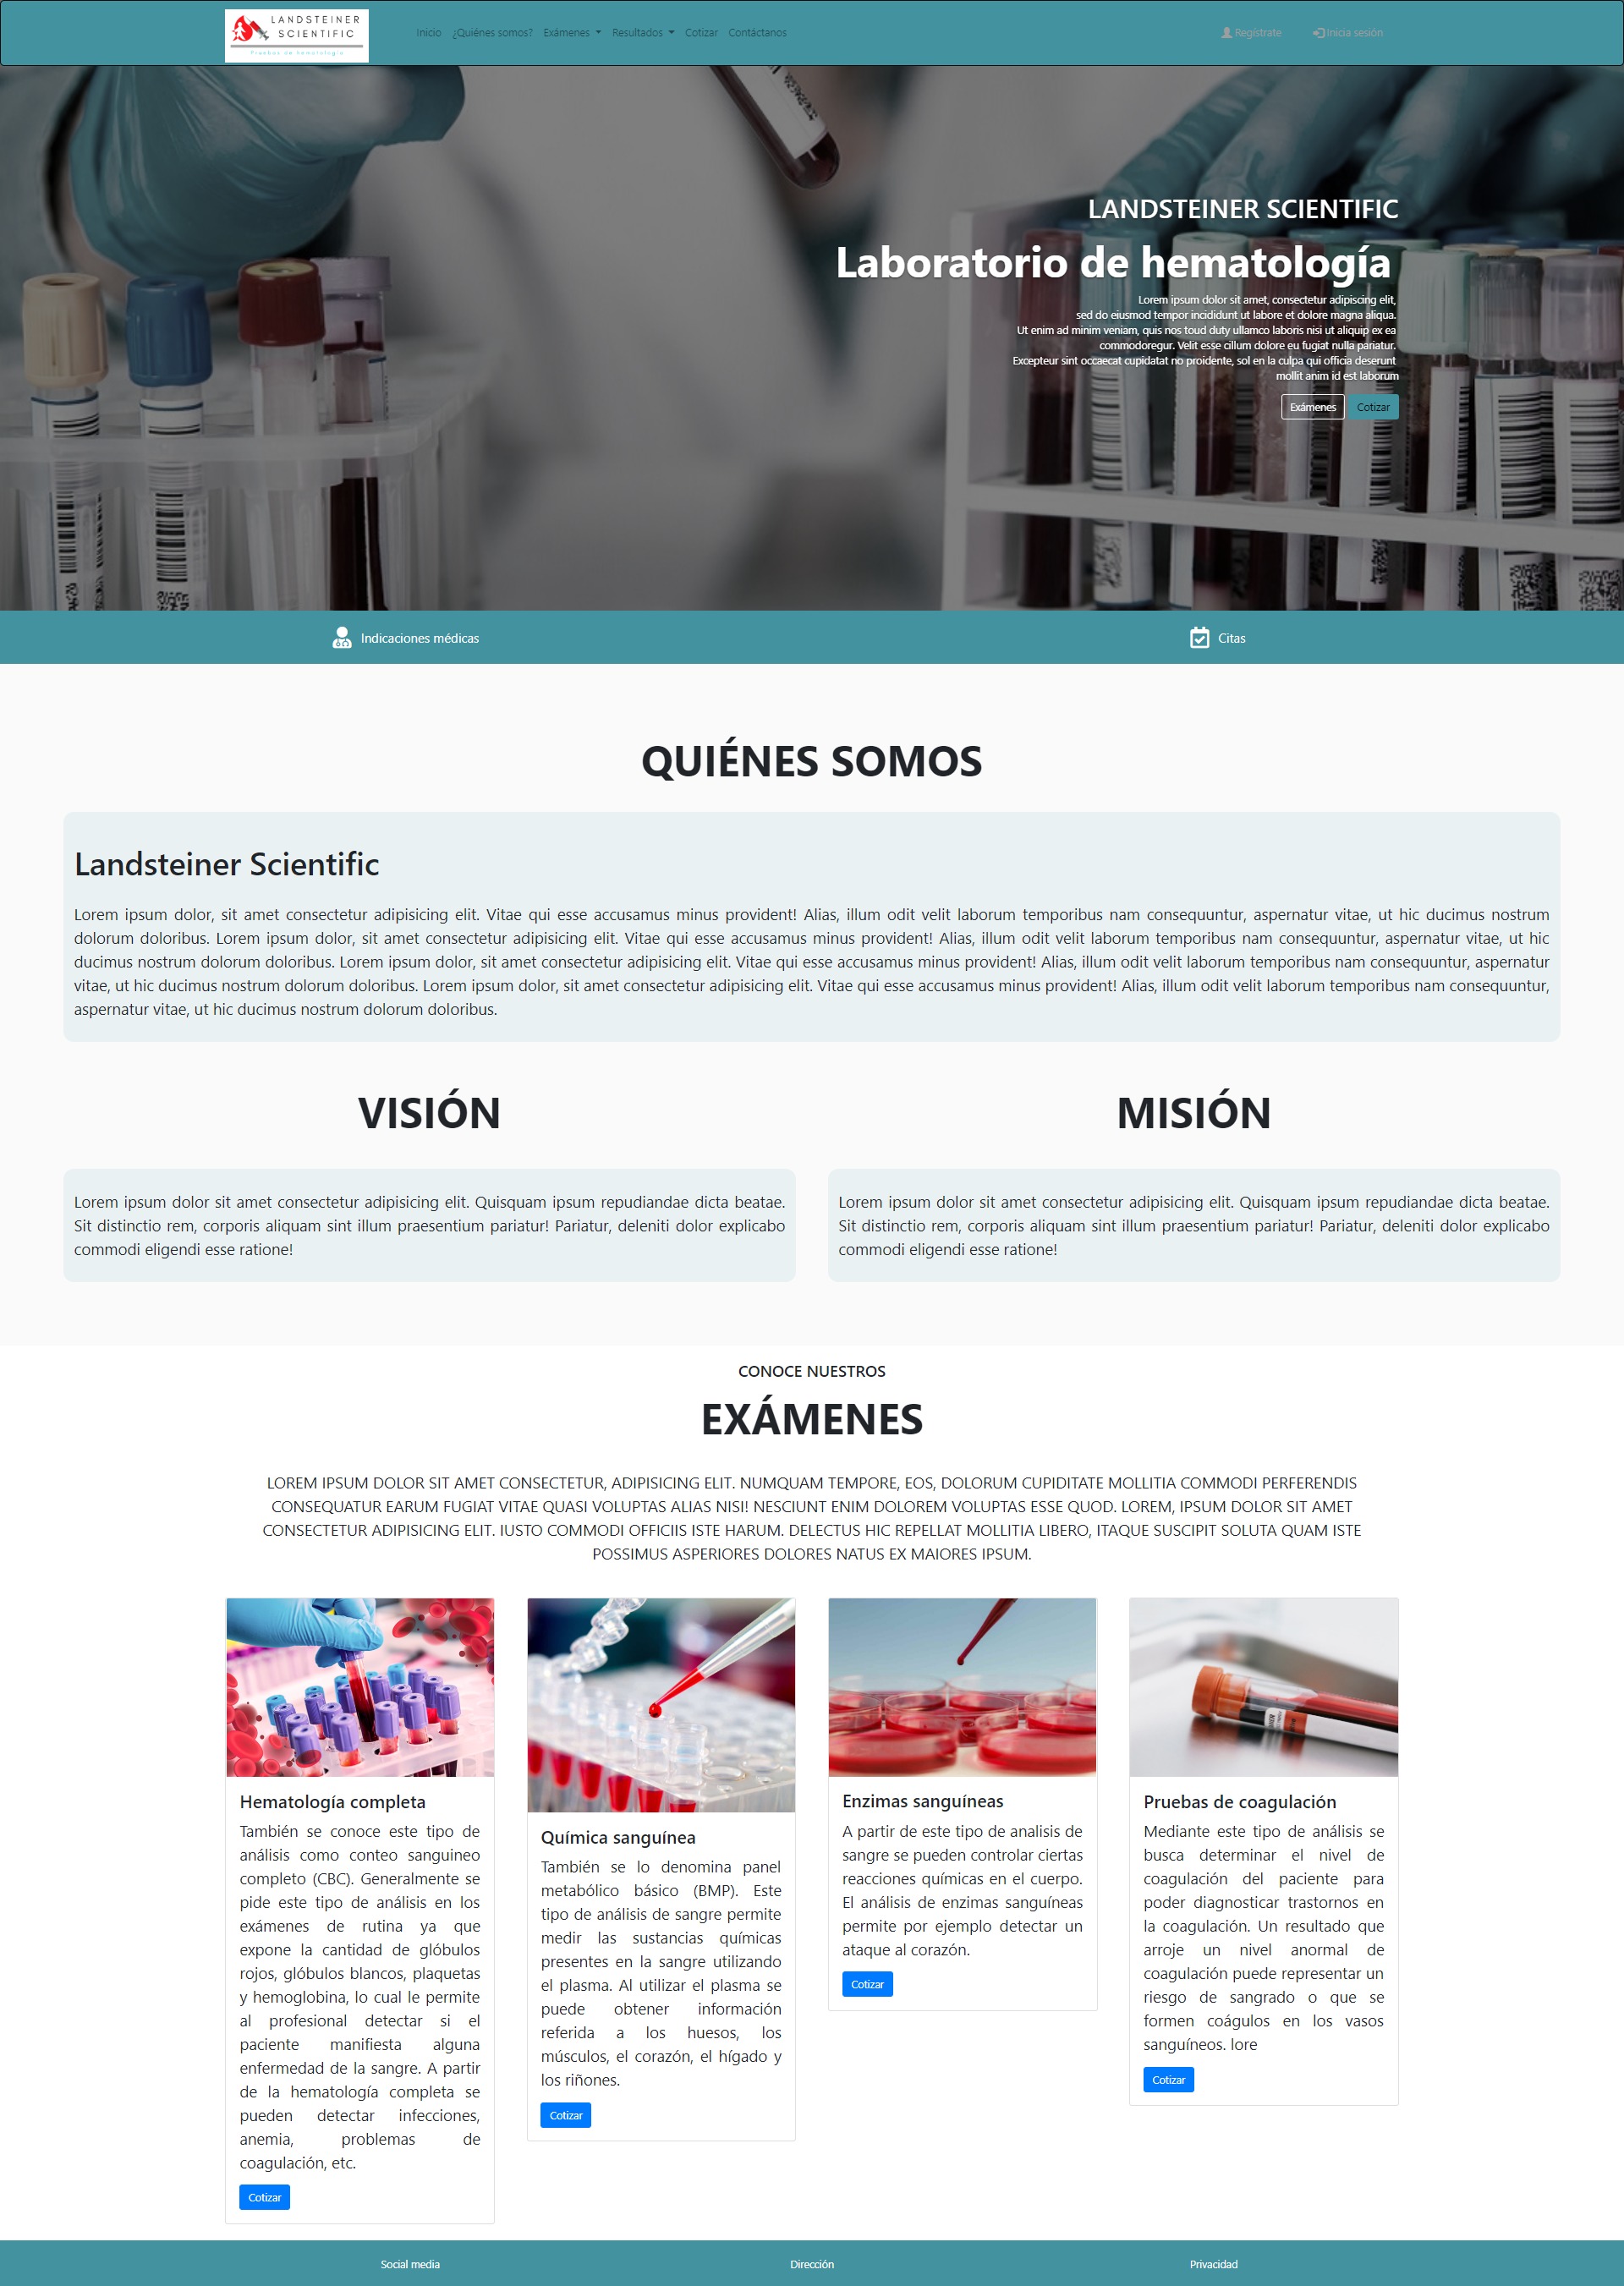 LANDSTEINER
SCIENTIFIC
Pruebas de hematología
Inicio ¿Quiénes somos? Exámenes Resultados Cotizar Contáctanos
Regístrate Inicia sesión
LANDSTEINER SCIENTIFIC
Laboratorio de hematología
Lorem ipsum dolor sit amet, consectetur adipiscing elit,
sed do eiusmod tempor incididunt ut labore et dolore magna aliqua.
Ut enim ad minim veniam, quis nos toud duty ullamco laboris nisi ut aliquip ex ea
commodoregur. Velit esse cillum dolore eu fugiat nulla pariatur.
Excepteur sint occaecat cupidatat no proidente, sol en la culpa qui officia deserunt
mollit anim id est laborum
Exámenes Cotizar
Indicaciones médicas
Citas
QUIÉNES SOMOS
Landsteiner Scientific
Lorem ipsum dolor, sit amet consectetur adipisicing elit. Vitae qui esse accusamus minus provident! Alias, illum odit velit laborum temporibus nam consequuntur, aspernatur vitae, ut hic ducimus nostrum
dolorum doloribus. Lorem ipsum dolor, sit amet consectetur adipisicing elit. Vitae qui esse accusamus minus provident! Alias, illum odit velit laborum temporibus nam consequuntur, aspernatur vitae, ut hic
ducimus nostrum dolorum doloribus. Lorem ipsum dolor, sit amet consectetur adipisicing elit. Vitae qui esse accusamus minus provident! Alias, illum odit velit laborum temporibus nam consequuntur, aspernatur
vitae, ut hic ducimus nostrum dolorum doloribus. Lorem ipsum dolor, sit amet consectetur adipisicing elit. Vitae qui esse accusamus minus provident! Alias, illum odit velit laborum temporibus nam consequuntur,
aspernatur vitae, ut hic ducimus nostrum dolorum doloribus.
VISIÓN
Lorem ipsum dolor sit amet consectetur adipisicing elit. Quisquam ipsum repudiandae dicta beatae.
Sit distinctio rem, corporis aliquam sint illum praesentium pariatur! Pariatur, deleniti dolor explicabo
commodi eligendi esse ratione!
MISIÓN
Lorem ipsum dolor sit amet consectetur adipisicing elit. Quisquam ipsum repudiandae dicta beatae.
Sit distinctio rem, corporis aliquam sint illum praesentium pariatur! Pariatur, deleniti dolor explicabo
commodi eligendi esse ratione!
CONOCE NUESTROS
EXÁMENES
LOREM IPSUM DOLOR SIT AMET CONSECTETUR, ADIPISICING ELIT. NUMQUAM TEMPORE, EOS, DOLORUM CUPIDITATE MOLLITIA COMMODI PERFERENDIS
CONSEQUATUR EARUM FUGIAT VITAE QUASI VOLUPTAS ALIAS NISI! NESCIUNT ENIM DOLOREM VOLUPTAS ESSE QUOD. LOREM, IPSUM DOLOR SIT AMET
CONSECTETUR ADIPISICING ELIT. IUSTO COMMODI OFFICIIS ISTE HARUM. DELECTUS HIC REPELLAT MOLLITIA LIBERO, ITAQUE SUSCIPIT SOLUTA QUAM ISTE
POSSIMUS ASPERIORES DOLORES NATUS EX MAIORES IPSUM.
Hematología completa
También se conoce este tipo de
análisis como conteo sanguineo
completo (CBC). Generalmente se
pide este tipo de análisis en los
exámenes de rutina ya que
expone la cantidad de glóbulos
rojos, glóbulos blancos, plaquetas
y hemoglobina, lo cual le permite
al profesional detectar si el
paciente manifiesta alguna
enfermedad de la sangre. A partir
de la hematología completa se
pueden detectar infecciones,
anemia, problemas de
coagulación, etc.
Cotizar
Química sanguínea
También se lo denomina panel
metabólico básico (BMP). Este
tipo de análisis de sangre permite
medir las sustancias químicas
presentes en la sangre utilizando
el plasma. Al utilizar el plasma se
puede obtener información
referida a los huesos, los
músculos, el corazón, el hígado y
los riñones.
Cotizar
Enzimas sanguíneas
A partir de este tipo de analisis de
sangre se pueden controlar ciertas
reacciones químicas en el cuerpo.
El análisis de enzimas sanguíneas
permite por ejemplo detectar un
ataque al corazón.
Cotizar
Pruebas de coagulación
Mediante este tipo de análisis se
busca determinar el nivel de
coagulación del paciente para
poder diagnosticar trastornos en
la coagulación. Un resultado que
arroje un nivel anormal de
coagulación puede representar un
riesgo de sangrado o que se
formen coágulos en los vasos
sanguíneos. lore
Cotizar
Social media
Dirección
Privacidad